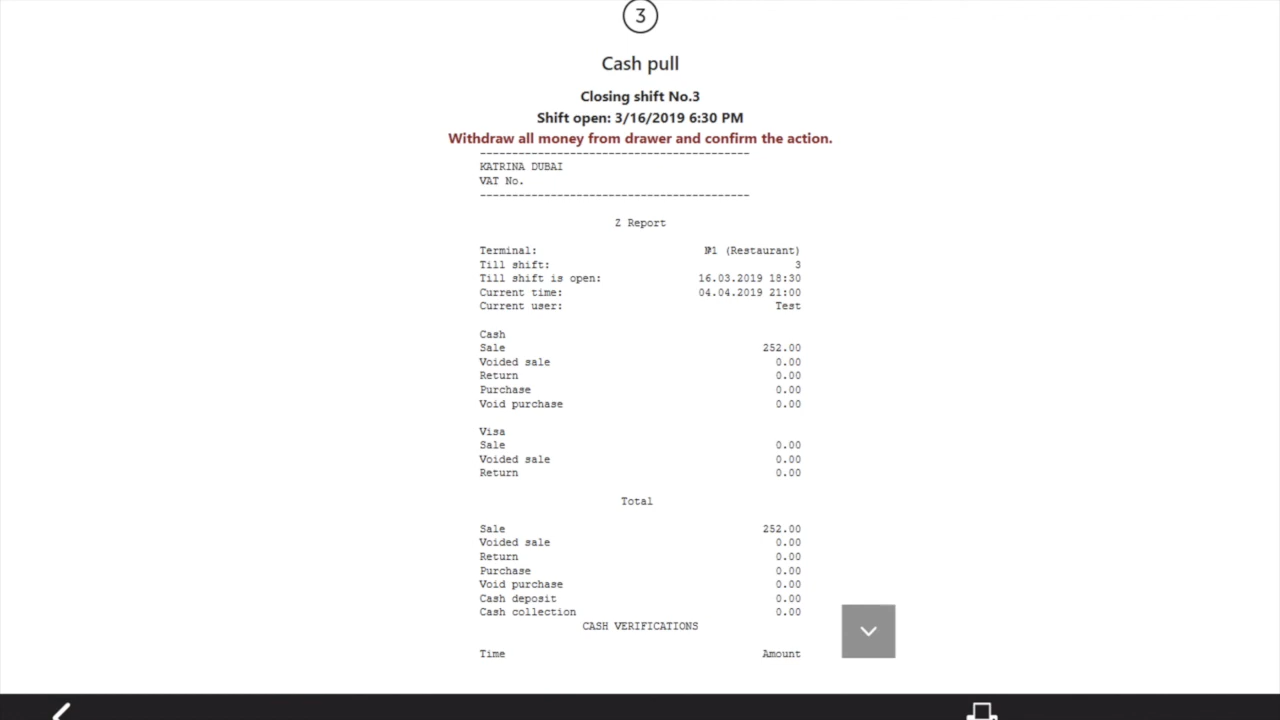 3
Cash pull
Closing shift No.3
Shift open: 3/16/2019 6:30 PM
Withdraw all money from drawer and confirm the action.
------------------------------------------
KATRINA DUBAI
VAT No.
------------------------------------------
Z Report
Terminal: №1 (Restaurant)
Till shift: 3
Till shift is open: 16.03.2019 18:30
Current time: 04.04.2019 21:00
Current user: Test
Cash
Sale 252.00
Voided sale 0.00
Return 0.00
Purchase 0.00
Void purchase 0.00
Visa
Sale 0.00
Voided sale 0.00
Return 0.00
Total
Sale 252.00
Voided sale 0.00
Return 0.00
Purchase 0.00
Void purchase 0.00
Cash deposit 0.00
Cash collection 0.00
CASH VERIFICATIONS
Time Amount